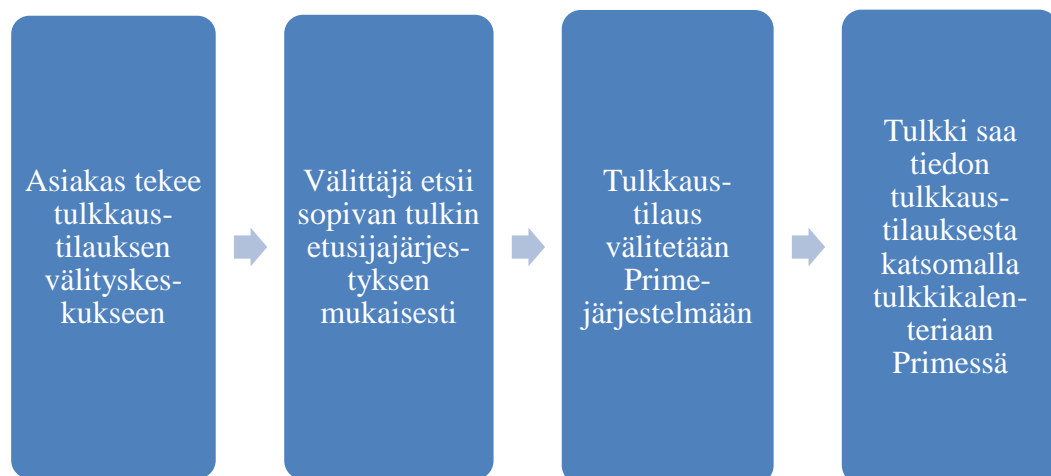 Asiakas tekee
tulkkaus-
tilauksen
välityskes-
kukseen
Välittäjä etsii
sopivan tulkin
etusijajärjes-
tyksen
mukaisesti
Tulkkaus-
tilaus
välitetään
Prime-
järjestelmään
Tulkki saa
tiedon
tulkkaus-
tilauksesta
katsomalla
tulkkikalen-
teriaan
Primessä